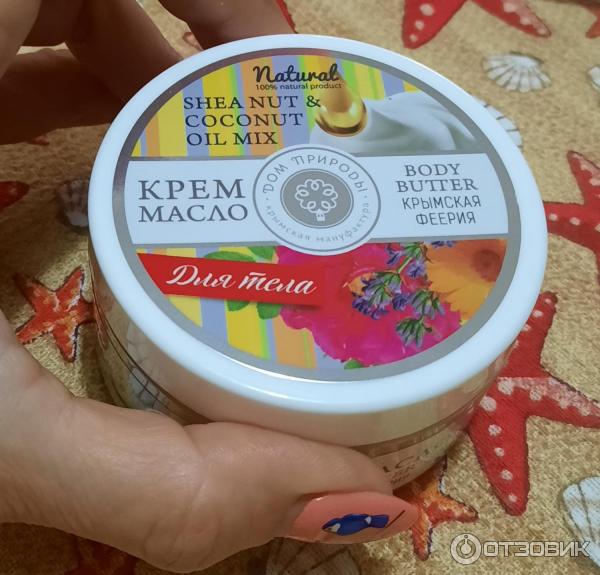 Natural
100% natural product
SHEA NUT &
COCONUT
OIL MIX
КРЕМ
МАСЛО
ДОМ ПРИРОДЫ
крымская мануфактура
BODY
BUTTER
КРЫМСКАЯ
ФЕЕРИЯ
Для тела
ОТЗОВИК